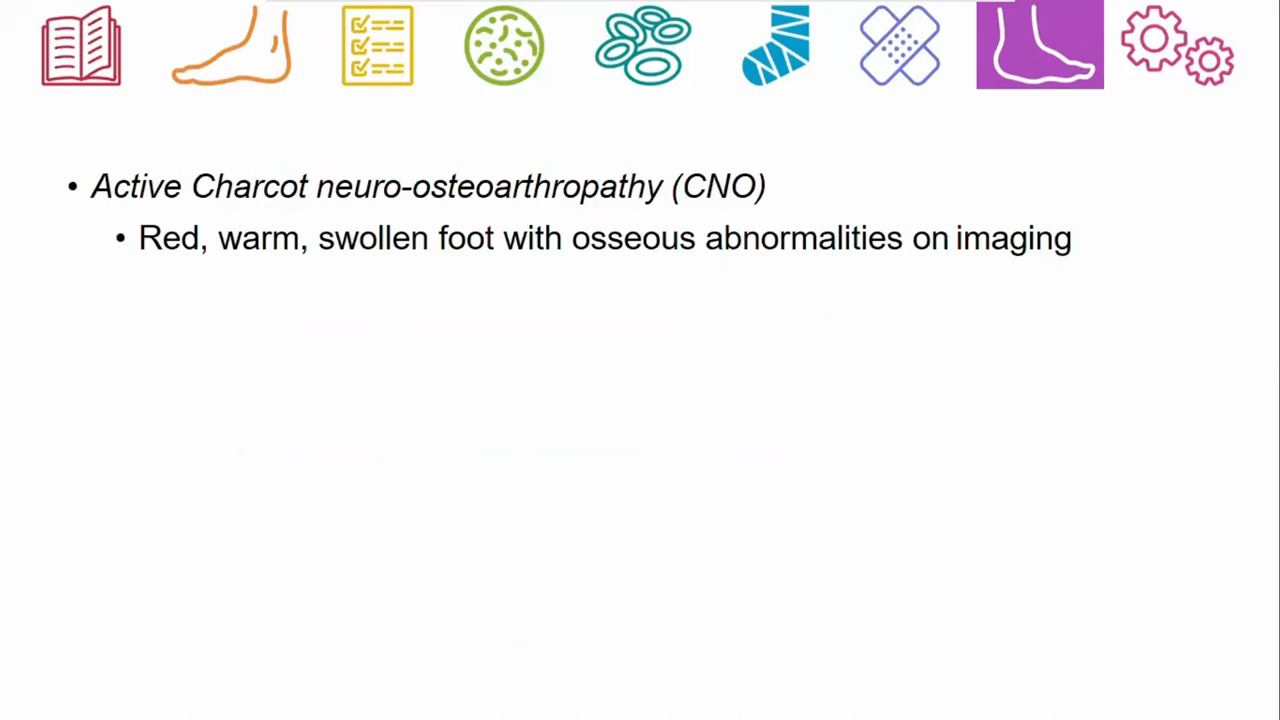 • Active Charcot neuro-osteoarthropathy (CNO)
• Red, warm, swollen foot with osseous abnormalities on imaging